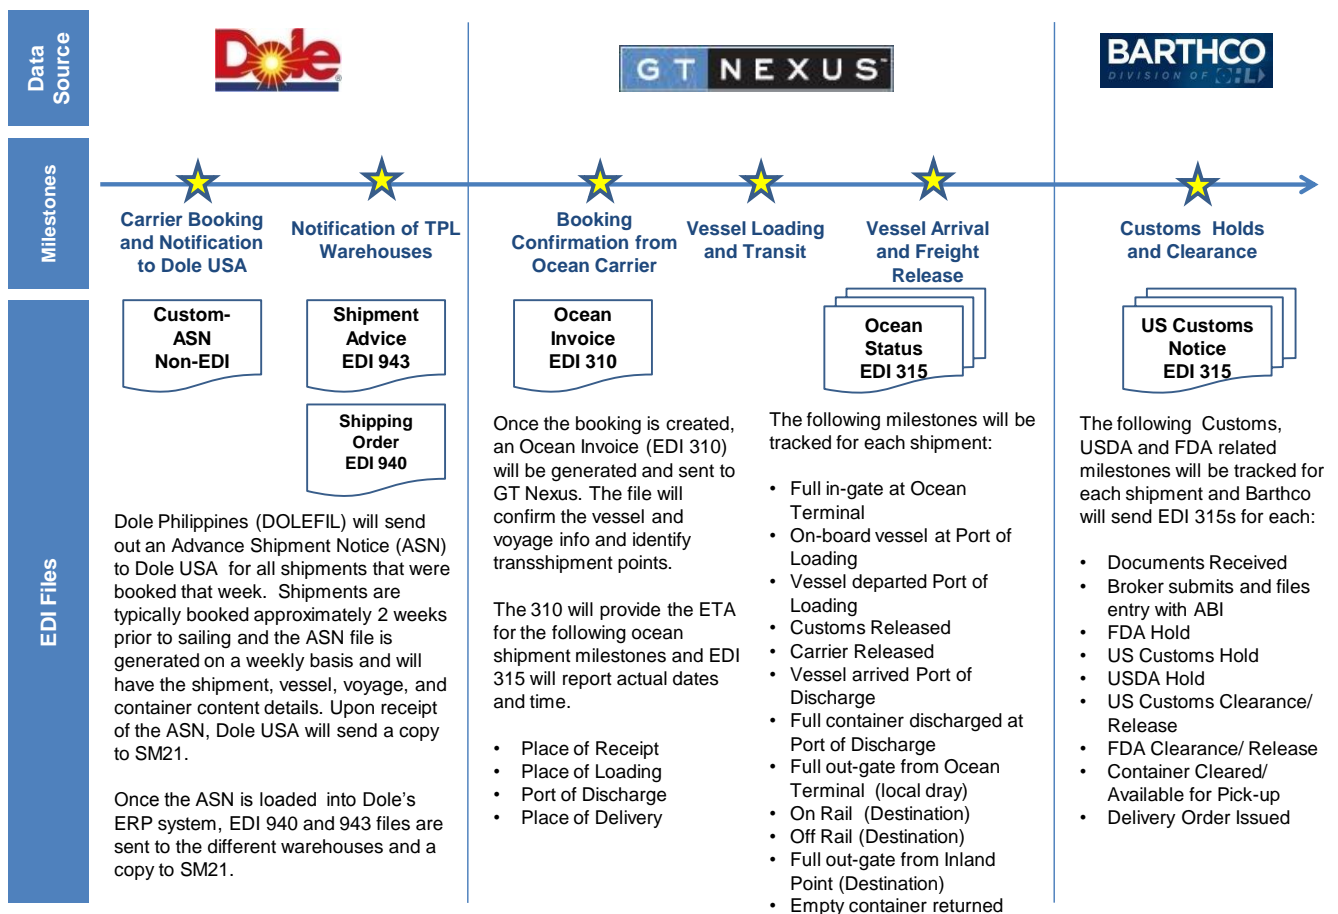 Data
Source
Dole
GT NEXUS
BARTHCO
DIVISION OF OHL
Milestones
Carrier Booking
and Notification
to Dole USA
Notification of TPL
Warehouses
Booking
Confirmation from
Ocean Carrier
Vessel Loading
and Transit
Vessel Arrival
and Freight
Release
Customs Holds
and Clearance
EDI Files
Custom-
ASN
Non-EDI
Shipment
Advice
EDI 943
Shipping
Order
EDI 940
Dole Philippines (DOLEFIL) will send
out an Advance Shipment Notice (ASN)
to Dole USA for all shipments that were
booked that week. Shipments are
typically booked approximately 2 weeks
prior to sailing and the ASN file is
generated on a weekly basis and will
have the shipment, vessel, voyage, and
container content details. Upon receipt
of the ASN, Dole USA will send a copy
to SM21.
Once the ASN is loaded into Dole's
ERP system, EDI 940 and 943 files are
sent to the different warehouses and a
copy to SM21.
Ocean
Invoice
EDI 310
Once the booking is created,
an Ocean Invoice (EDI 310)
will be generated and sent to
GT Nexus. The file will
confirm the vessel and
voyage info and identify
transshipment points.
The 310 will provide the ETA
for the following ocean
shipment milestones and EDI
315 will report actual dates
and time.
• Place of Receipt
• Place of Loading
• Port of Discharge
• Place of Delivery
Ocean
Status
EDI 315
The following milestones will be
tracked for each shipment:
• Full in-gate at Ocean
Terminal
• On-board vessel at Port of
Loading
• Vessel departed Port of
Loading
• Customs Released
• Carrier Released
• Vessel arrived Port of
Discharge
• Full container discharged at
Port of Discharge
• Full out-gate from Ocean
Terminal (local dray)
• On Rail (Destination)
• Off Rail (Destination)
• Full out-gate from Inland
Point (Destination)
• Empty container returned
US Customs
Notice
EDI 315
The following Customs,
USDA and FDA related
milestones will be tracked for
each shipment and Barthco
will send EDI 315s for each:
• Documents Received
• Broker submits and files
entry with ABI
• FDA Hold
• US Customs Hold
• USDA Hold
• US Customs Clearance/
Release
• FDA Clearance/ Release
• Container Cleared/
Available for Pick-up
• Delivery Order Issued